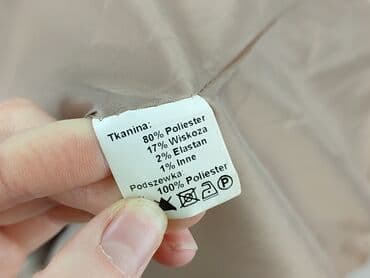 Tkanina:
80% Poliester
17% Wiskoza
2% Elastan
1% Inne
Podszewka:
100% Poliester
P